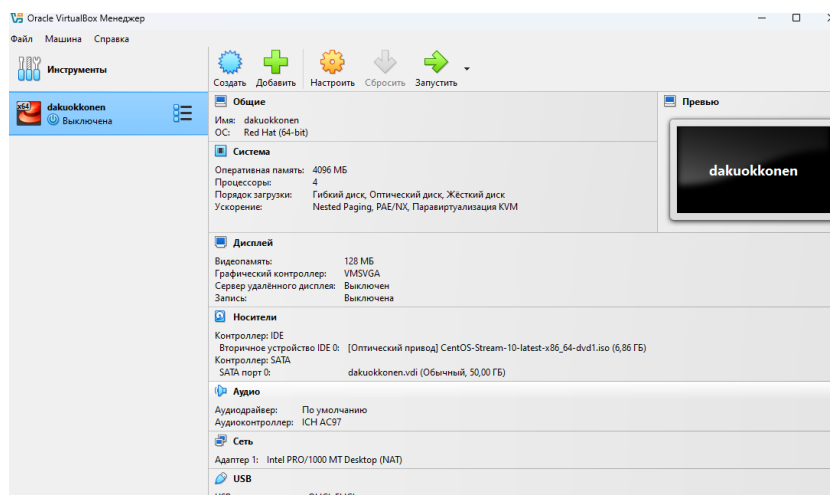 Oracle VirtualBox Менеджер
Файл Машина Справка
Инструменты
Создать Добавить Настроить Сбросить Запустить
x64
dakuokkonen
Выключена
Общие
Имя: dakuokkonen
ОС: Red Hat (64-bit)
Превью
dakuokkonen
Система
Оперативная память: 4096 МБ
Процессоры: 4
Порядок загрузки: Гибкий диск, Оптический диск, Жёсткий диск
Ускорение: Nested Paging, PAE/NX, Паравиртуализация KVM
Дисплей
Видеопамять: 128 МБ
Графический контроллер: VMSVGA
Сервер удалённого дисплея: Выключен
Запись: Выключена
Носители
Контроллер: IDE
Вторичное устройство IDE 0: [Оптический привод] CentOS-Stream-10-latest-x86_64-dvd1.iso (6,86 ГБ)
Контроллер: SATA
SATA порт 0: dakuokkonen.vdi (Обычный, 50,00 ГБ)
Аудио
Аудиодрайвер: По умолчанию
Аудиоконтроллер: ICH AC97
Сеть
Адаптер 1: Intel PRO/1000 MT Desktop (NAT)
USB